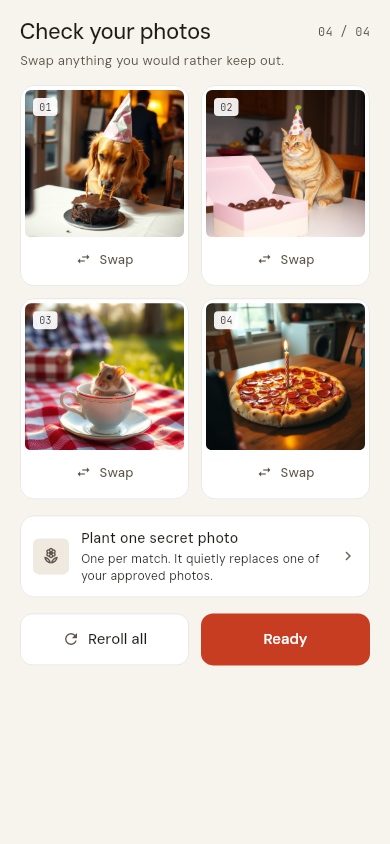 Check your photos
04 / 04
Swap anything you would rather keep out.
01
02
Swap
Swap
03
04
Swap
Swap
Plant one secret photo
One per match. It quietly replaces one of
your approved photos.
Reroll all
Ready